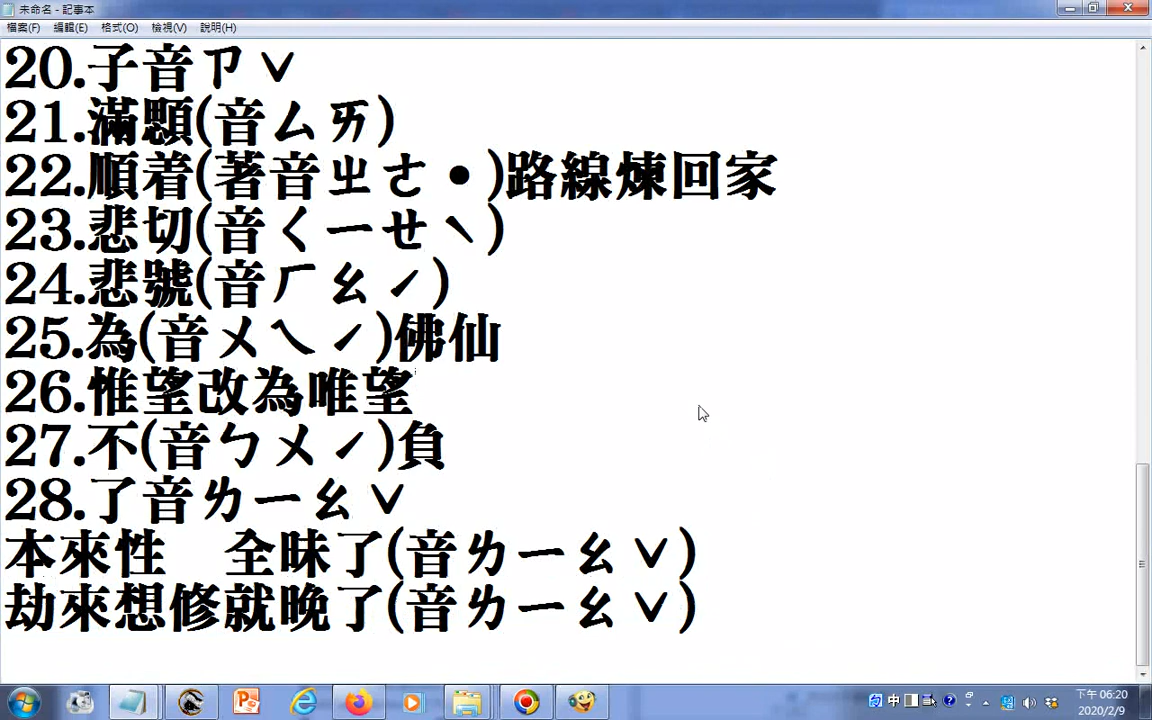 未命名 - 記事本
檔案(F) 編輯(E) 格式(O) 檢視(V) 說明(H)
20.子音ㄗˇ
21.滿顋(音ㄙㄞ)
22.順着(著音ㄓㄜ•)路線煉回家
23.悲切(音ㄑㄧㄝˋ)
24.悲號(音ㄏㄠˊ)
25.為(音ㄨㄟˊ)佛仙
26.惟望改為唯望
27.不(音ㄅㄨˊ)負
28.了音ㄌㄧㄠˇ
本來性　全昧了(音ㄌㄧㄠˇ)
劫來想修就晚了(音ㄌㄧㄠˇ)
中
下午 06:20
2020/2/9